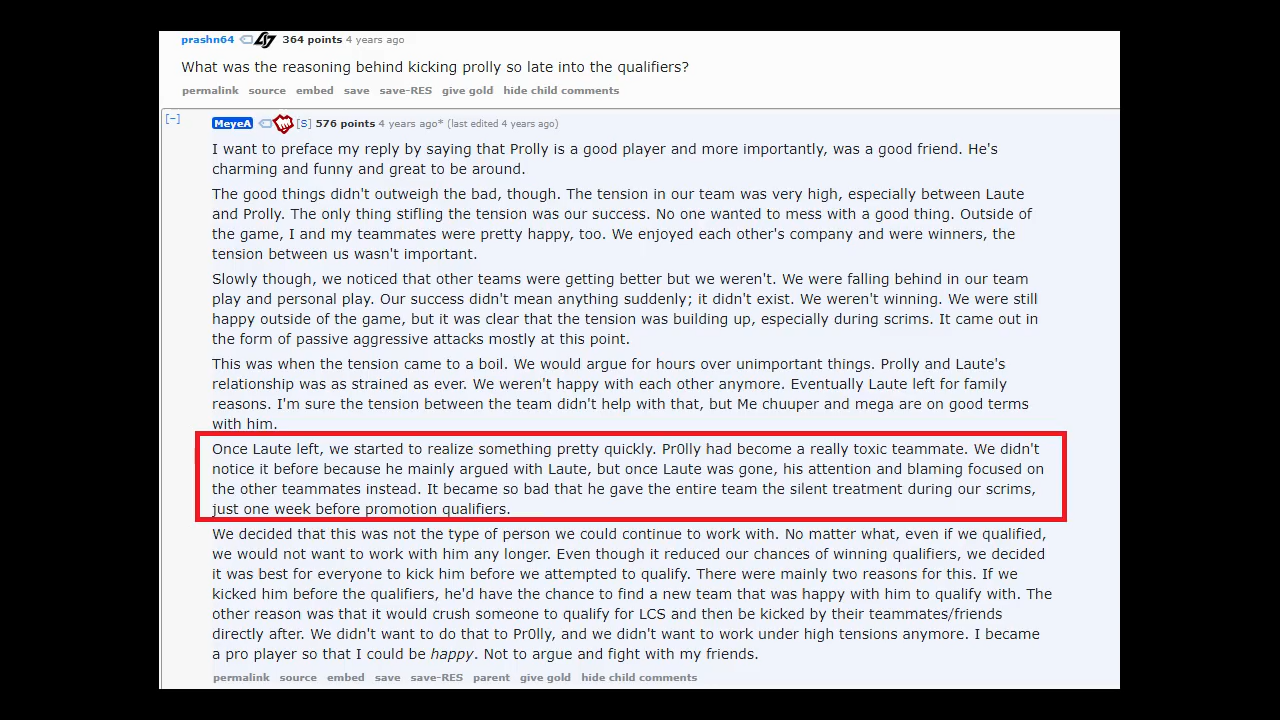 prashn64 364 points 4 years ago
What was the reasoning behind kicking prolly so late into the qualifiers?
permalink source embed save save-RES give gold hide child comments
[-] MeyeA [S] 576 points 4 years ago* (last edited 4 years ago)
I want to preface my reply by saying that Prolly is a good player and more importantly, was a good friend. He's
charming and funny and great to be around.
The good things didn't outweigh the bad, though. The tension in our team was very high, especially between Laute
and Prolly. The only thing stifling the tension was our success. No one wanted to mess with a good thing. Outside of
the game, I and my teammates were pretty happy, too. We enjoyed each other's company and were winners, the
tension between us wasn't important.
Slowly though, we noticed that other teams were getting better but we weren't. We were falling behind in our team
play and personal play. Our success didn't mean anything suddenly; it didn't exist. We weren't winning. We were still
happy outside of the game, but it was clear that the tension was building up, especially during scrims. It came out in
the form of passive aggressive attacks mostly at this point.
This was when the tension came to a boil. We would argue for hours over unimportant things. Prolly and Laute's
relationship was as strained as ever. We weren't happy with each other anymore. Eventually Laute left for family
reasons. I'm sure the tension between the team didn't help with that, but Me chuuper and mega are on good terms
with him.
Once Laute left, we started to realize something pretty quickly. Pr0lly had become a really toxic teammate. We didn't
notice it before because he mainly argued with Laute, but once Laute was gone, his attention and blaming focused on
the other teammates instead. It became so bad that he gave the entire team the silent treatment during our scrims,
just one week before promotion qualifiers.
We decided that this was not the type of person we could continue to work with. No matter what, even if we qualified,
we would not want to work with him any longer. Even though it reduced our chances of winning qualifiers, we decided
it was best for everyone to kick him before we attempted to qualify. There were mainly two reasons for this. If we
kicked him before the qualifiers, he'd have the chance to find a new team that was happy with him to qualify with. The
other reason was that it would crush someone to qualify for LCS and then be kicked by their teammates/friends
directly after. We didn't want to do that to Pr0lly, and we didn't want to work under high tensions anymore. I became
a pro player so that I could be happy. Not to argue and fight with my friends.
permalink source embed save save-RES parent give gold hide child comments